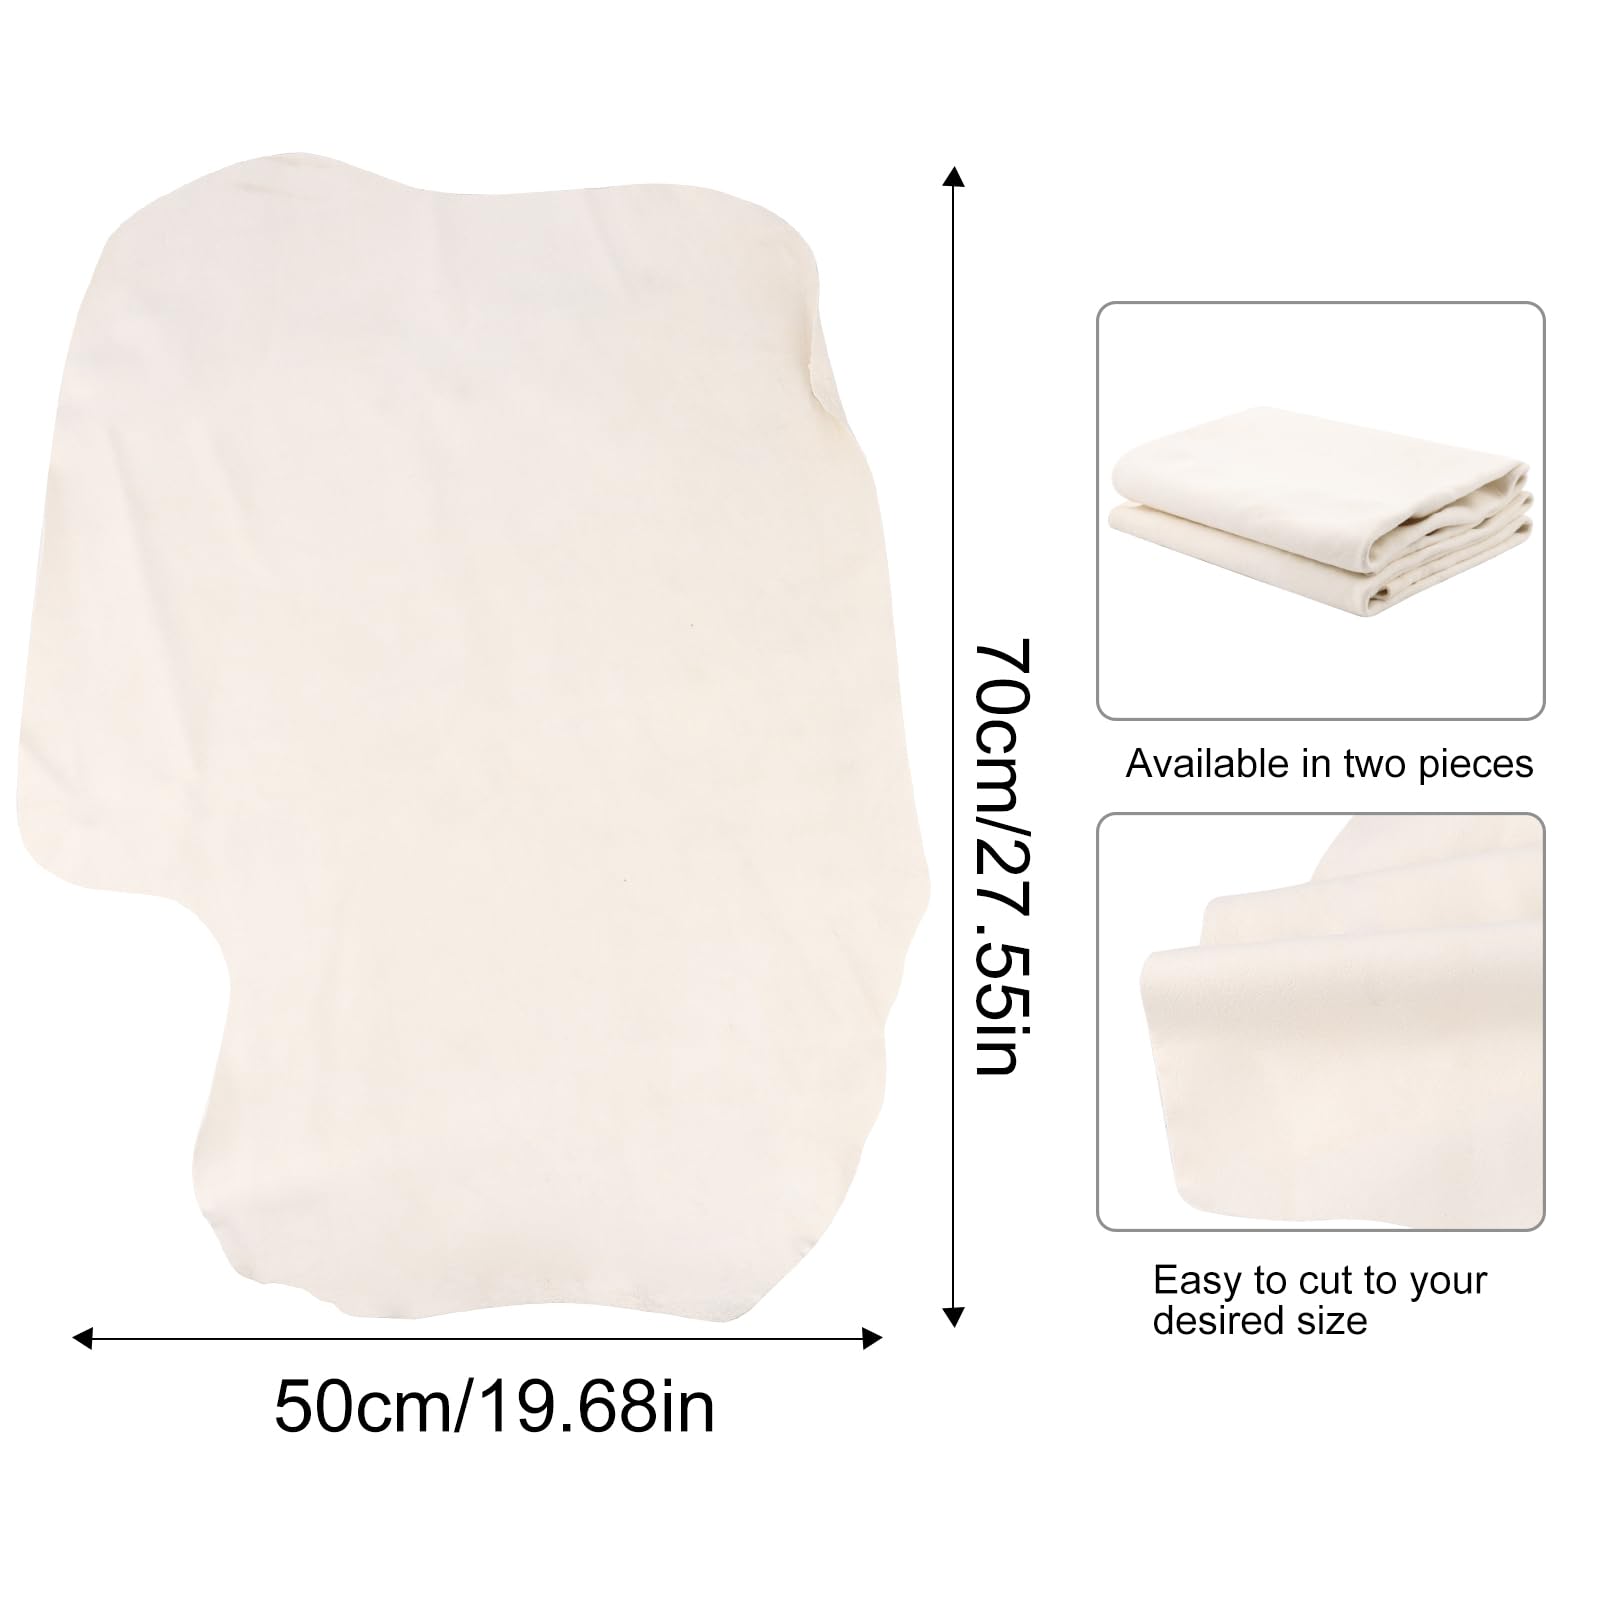 70cm/27.55in
50cm/19.68in
Available in two pieces
Easy to cut to your
desired size